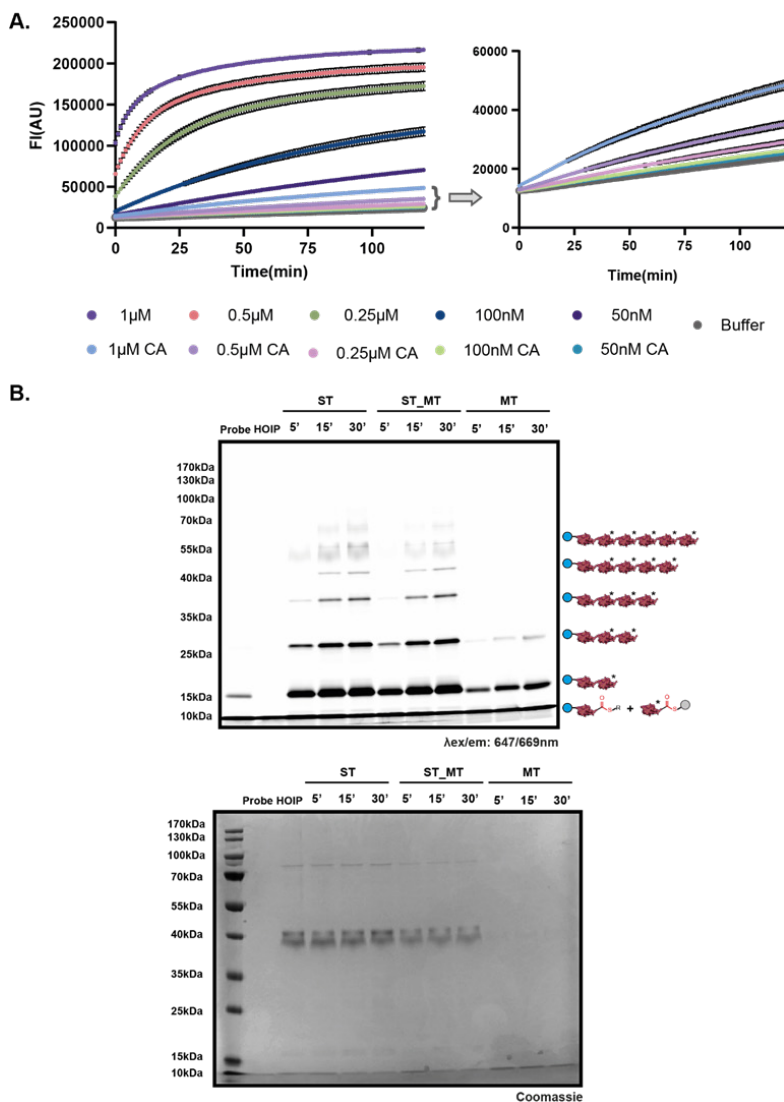 A.
250000
200000
150000
100000
50000
0
FI(AU)
0 25 50 75 100
Time(min)
60000
40000
20000
0
0 25 50 75 100
Time(min)
1µM 0.5µM 0.25µM 100nM 50nM Buffer
1µM CA 0.5µM CA 0.25µM CA 100nM CA 50nM CA
B.
ST ST_MT MT
Probe HOIP 5' 15' 30' 5' 15' 30' 5' 15' 30'
170kDa
130kDa
100kDa
70kDa
55kDa
40kDa
35kDa
25kDa
15kDa
10kDa
* * * * *
* * * *
* * *
* *
*
O S R + * O S
λex/em: 647/669nm
ST ST_MT MT
Probe HOIP 5' 15' 30' 5' 15' 30' 5' 15' 30'
170kDa
130kDa
100kDa
70kDa
55kDa
40kDa
35kDa
25kDa
15kDa
10kDa
Coomassie